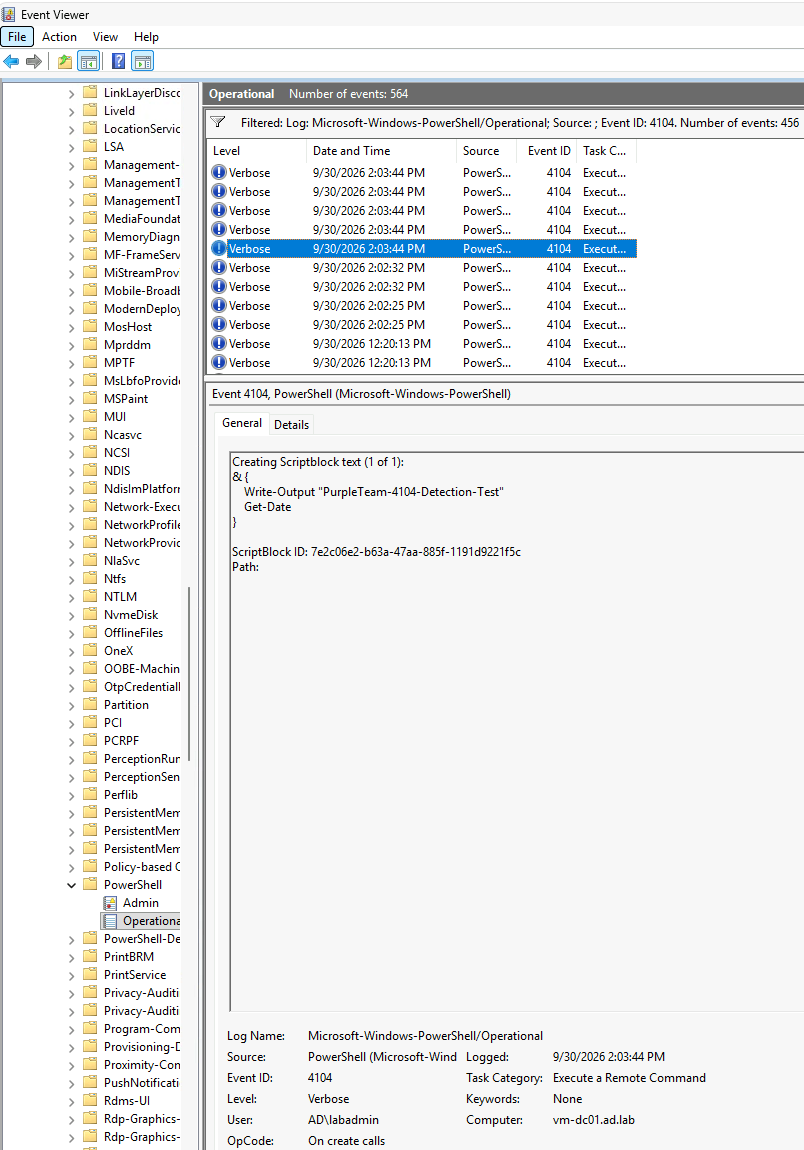 Event Viewer
File Action View Help
LinkLayerDisco
LiveId
LocationServic
LSA
Management-
ManagementT
ManagementT
MediaFoundat
MemoryDiagn
MF-FrameServ
MiStreamProv
Mobile-Broadb
ModernDeploy
MosHost
Mprddm
MPTF
MsLbfoProvide
MSPaint
MUI
Ncasvc
NCSI
NDIS
NdisImPlatforn
Network-Execu
NetworkProfile
NetworkProvic
NlaSvc
Ntfs
NTLM
NvmeDisk
OfflineFiles
OneX
OOBE-Machin
OtpCredentiall
Partition
PCI
PCRPF
PerceptionRun
PerceptionSen
Perflib
PersistentMem
PersistentMem
PersistentMem
Policy-based Q
PowerShell
Admin
Operationa
PowerShell-De
PrintBRM
PrintService
Privacy-Auditi
Privacy-Auditi
Program-Com
Provisioning-D
Proximity-Con
PushNotificati
Rdms-UI
Rdp-Graphics-
Rdp-Graphics-
Operational Number of events: 564
Filtered: Log: Microsoft-Windows-PowerShell/Operational; Source: ; Event ID: 4104. Number of events: 456
Level Date and Time Source Event ID Task C...
Verbose 9/30/2026 2:03:44 PM PowerS... 4104 Execut...
Verbose 9/30/2026 2:03:44 PM PowerS... 4104 Execut...
Verbose 9/30/2026 2:03:44 PM PowerS... 4104 Execut...
Verbose 9/30/2026 2:03:44 PM PowerS... 4104 Execut...
Verbose 9/30/2026 2:03:44 PM PowerS... 4104 Execut...
Verbose 9/30/2026 2:02:32 PM PowerS... 4104 Execut...
Verbose 9/30/2026 2:02:32 PM PowerS... 4104 Execut...
Verbose 9/30/2026 2:02:25 PM PowerS... 4104 Execut...
Verbose 9/30/2026 2:02:25 PM PowerS... 4104 Execut...
Verbose 9/30/2026 12:20:13 PM PowerS... 4104 Execut...
Verbose 9/30/2026 12:20:13 PM PowerS... 4104 Execut...
Event 4104, PowerShell (Microsoft-Windows-PowerShell)
General Details
Creating Scriptblock text (1 of 1):
& {
Write-Output "PurpleTeam-4104-Detection-Test"
Get-Date
}
ScriptBlock ID: 7e2c06e2-b63a-47aa-885f-1191d9221f5c
Path:
Log Name: Microsoft-Windows-PowerShell/Operational
Source: PowerShell (Microsoft-Wind Logged: 9/30/2026 2:03:44 PM
Event ID: 4104 Task Category: Execute a Remote Command
Level: Verbose Keywords: None
User: AD\labadmin Computer: vm-dc01.ad.lab
OpCode: On create calls